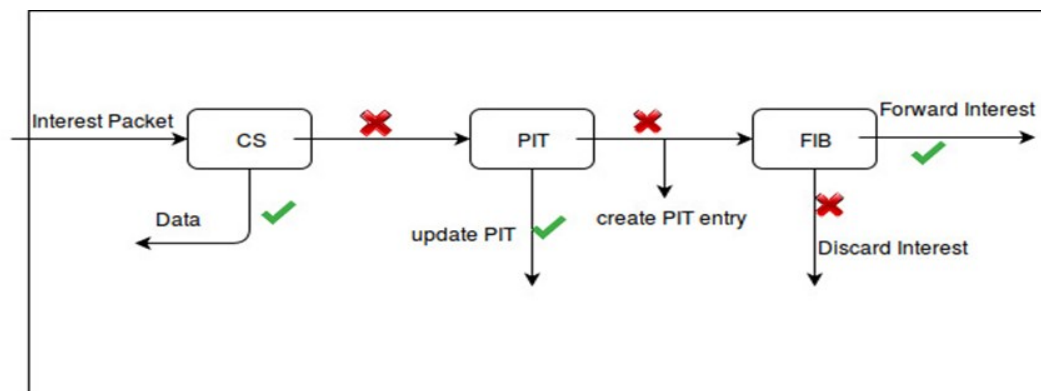 Interest Packet
CS
PIT
FIB
Forward Interest
Data
update PIT
create PIT entry
Discard Interest